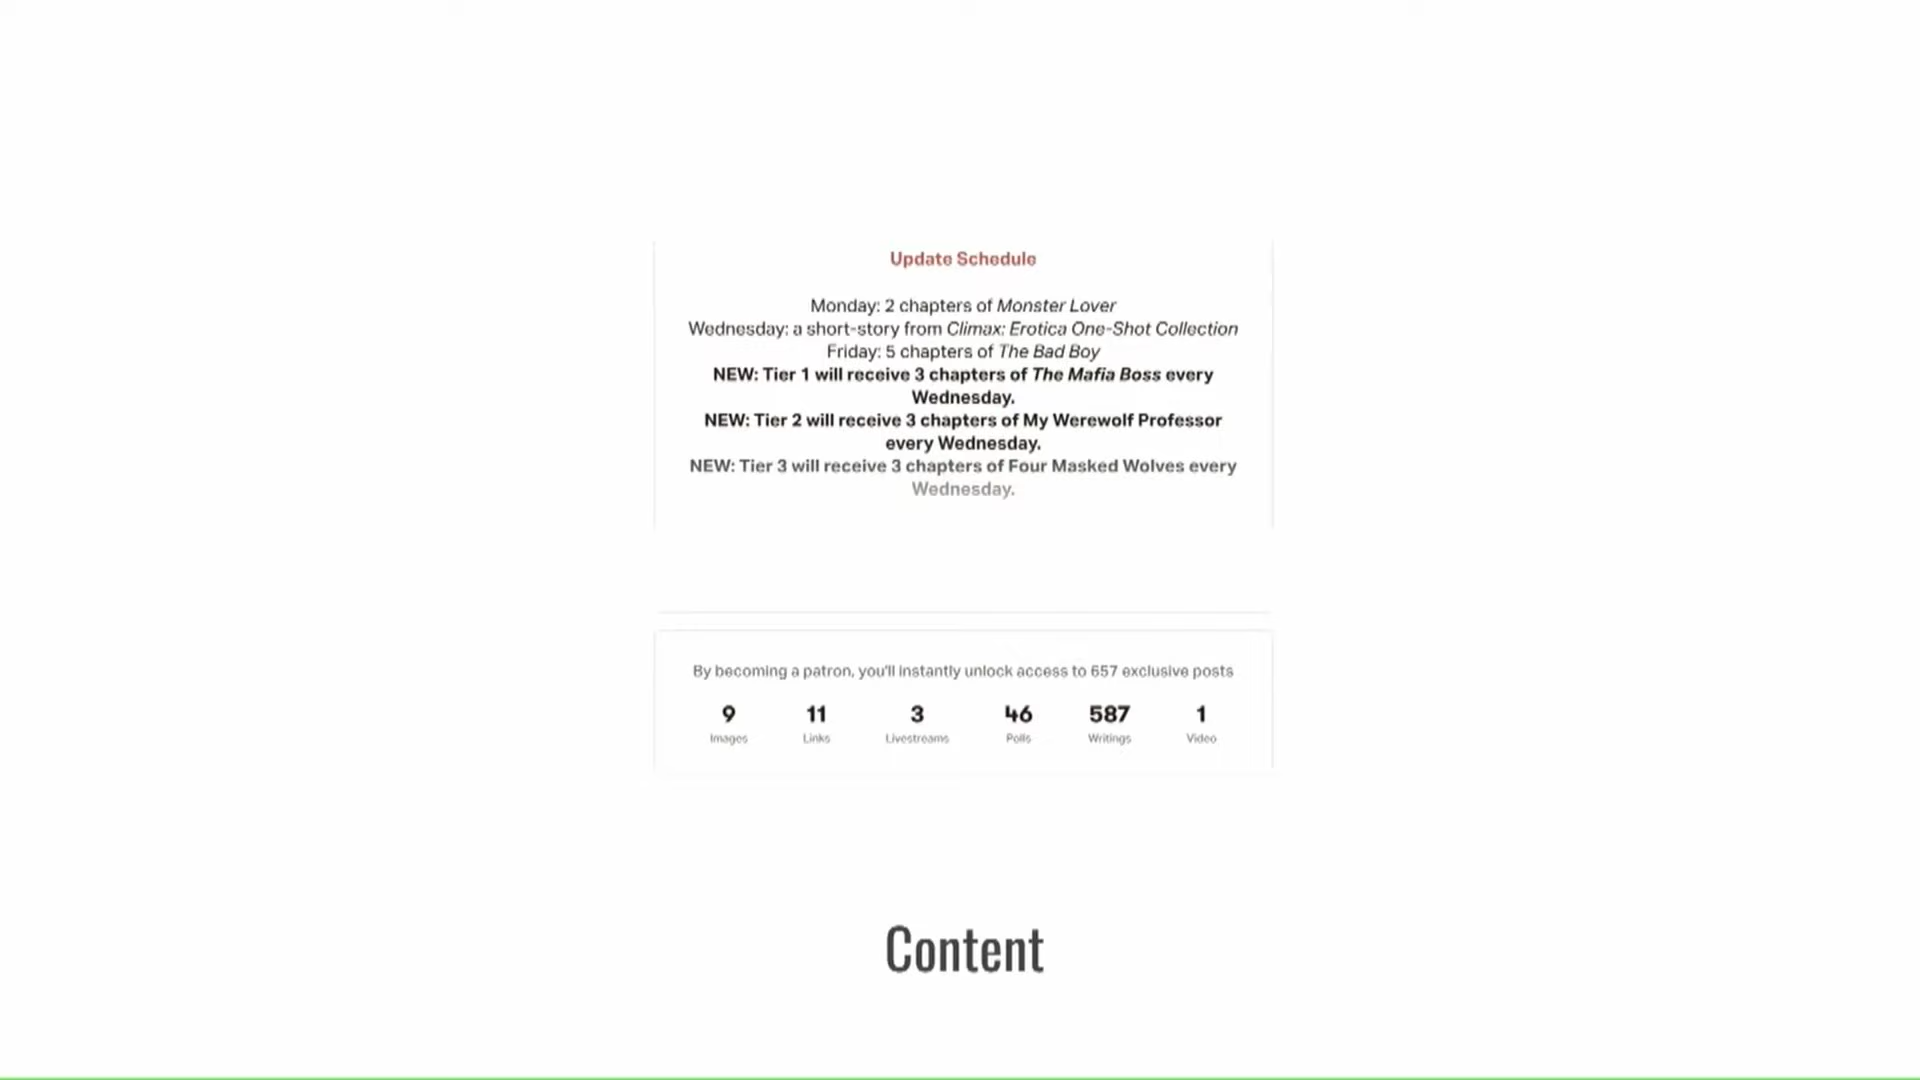 Update Schedule
Monday: 2 chapters of Monster Lover
Wednesday: a short-story from Climax: Erotica One-Shot Collection
Friday: 5 chapters of The Bad Boy
NEW: Tier 1 will receive 3 chapters of The Mafia Boss every
Wednesday.
NEW: Tier 2 will receive 3 chapters of My Werewolf Professor
every Wednesday.
NEW: Tier 3 will receive 3 chapters of Four Masked Wolves every
Wednesday.
By becoming a patron, you'll instantly unlock access to 657 exclusive posts
9 11 3 46 587 1
Images Links Livestreams Polls Writings Video
Content